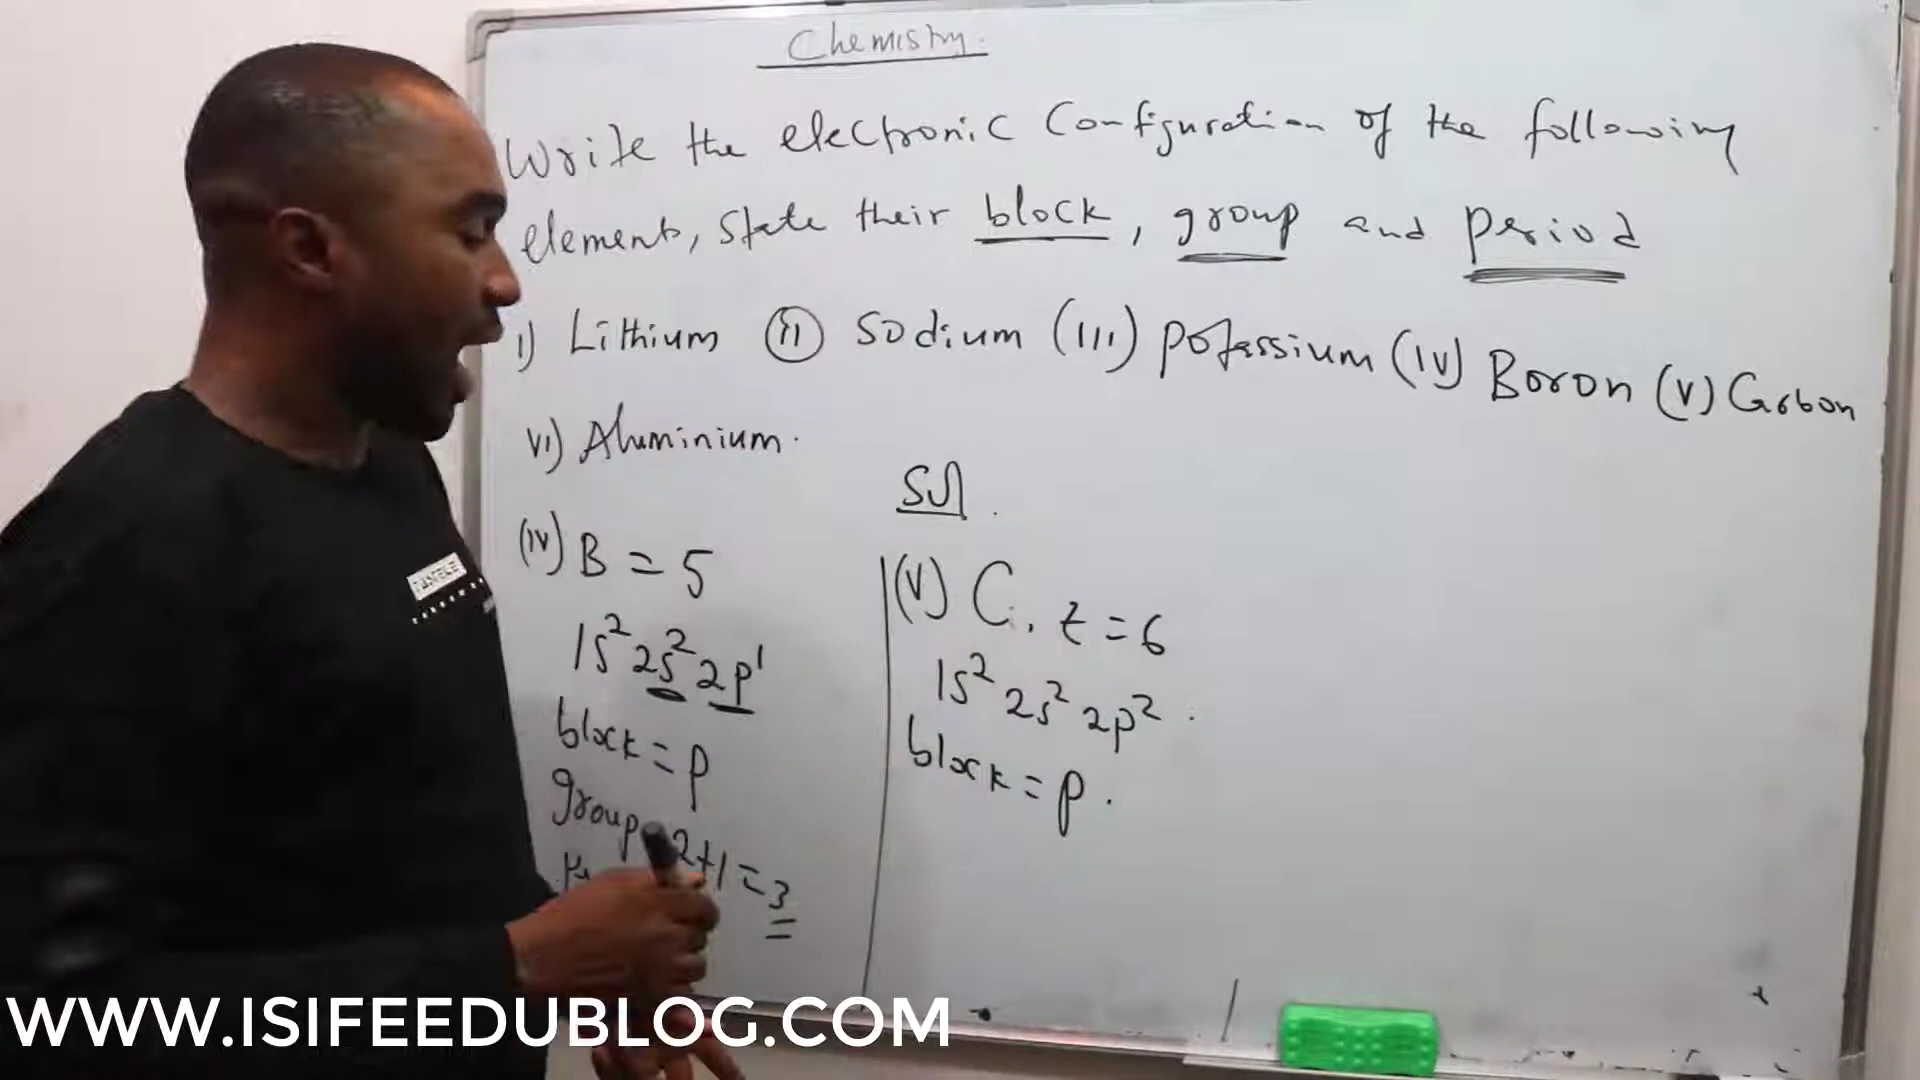 Chemistry.
Write the electronic Configuration of the following
elements, State their block, group and period
i) Lithium (ii) Sodium (iii) potassium (iv) Boron (v) Carbon
vi) Aluminium.
Sol
(iv) B = 5
1s² 2s² 2p¹
block = p
group 2+1 = 3
(v) C, Z = 6
1s² 2s² 2p².
block = p.
WWW.ISIFEEDUBLOG.COM